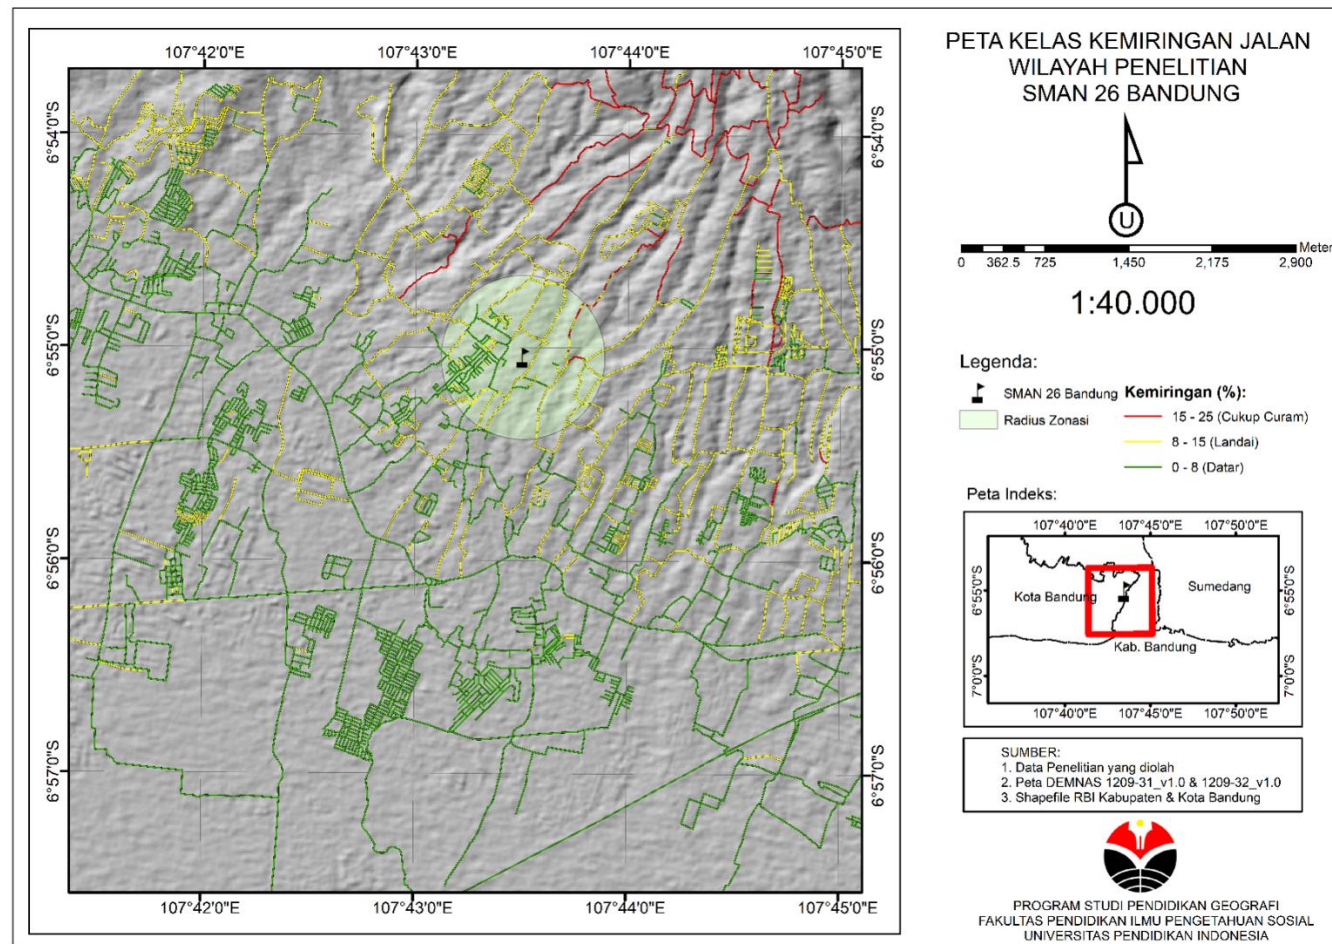 107°42'0"E 107°43'0"E 107°44'0"E 107°45'0"E
6°54'0"S 6°54'0"S
6°55'0"S 6°55'0"S
6°56'0"S 6°56'0"S
6°57'0"S 6°57'0"S
107°42'0"E 107°43'0"E 107°44'0"E 107°45'0"E
PETA KELAS KEMIRINGAN JALAN
WILAYAH PENELITIAN
SMAN 26 BANDUNG
U
Meter
0 362.5 725 1,450 2,175 2,900
1:40.000
Legenda:
SMAN 26 Bandung
Radius Zonasi
Kemiringan (%):
15 - 25 (Cukup Curam)
8 - 15 (Landai)
0 - 8 (Datar)
Peta Indeks:
107°40'0"E 107°45'0"E 107°50'0"E
6°55'0"S 6°55'0"S
Kota Bandung
Sumedang
Kab. Bandung
7°0'0"S 7°0'0"S
107°40'0"E 107°45'0"E 107°50'0"E
SUMBER:
1. Data Penelitian yang diolah
2. Peta DEMNAS 1209-31_v1.0 & 1209-32_v1.0
3. Shapefile RBI Kabupaten & Kota Bandung
PROGRAM STUDI PENDIDIKAN GEOGRAFI
FAKULTAS PENDIDIKAN ILMU PENGETAHUAN SOSIAL
UNIVERSITAS PENDIDIKAN INDONESIA